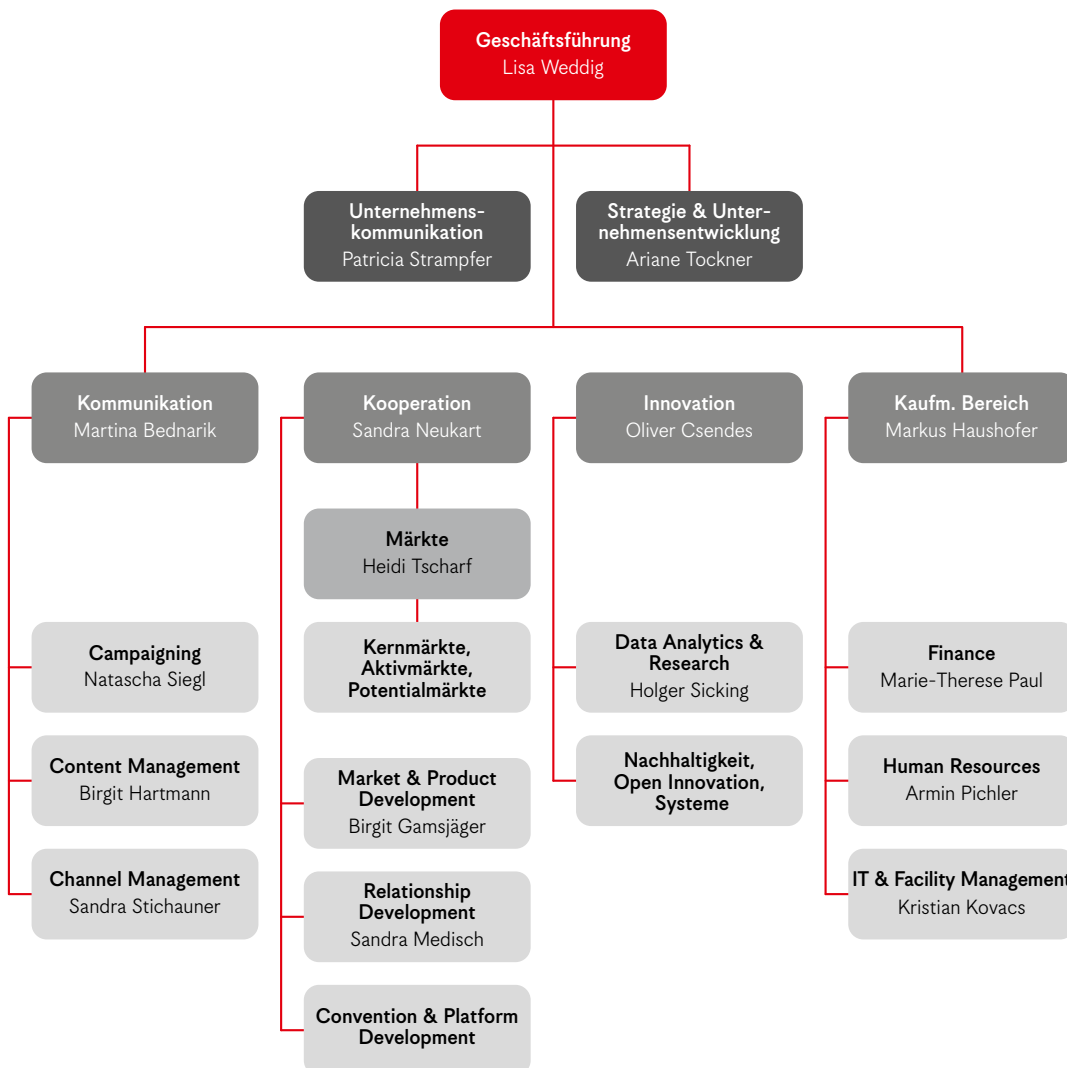 Geschäftsführung
Lisa Weddig
Unternehmens-
kommunikation
Patricia Strampfer
Strategie & Unter-
nehmensentwicklung
Ariane Tockner
Kommunikation
Martina Bednarik
Kooperation
Sandra Neukart
Innovation
Oliver Csendes
Kaufm. Bereich
Markus Haushofer
Märkte
Heidi Tscharf
Campaigning
Natascha Siegl
Kernmärkte,
Aktivmärkte,
Potentialmärkte
Data Analytics &
Research
Holger Sicking
Finance
Marie-Therese Paul
Content Management
Birgit Hartmann
Market & Product
Development
Birgit Gamsjäger
Nachhaltigkeit,
Open Innovation,
Systeme
Human Resources
Armin Pichler
Channel Management
Sandra Stichauner
Relationship
Development
Sandra Medisch
IT & Facility Management
Kristian Kovacs
Convention & Platform
Development